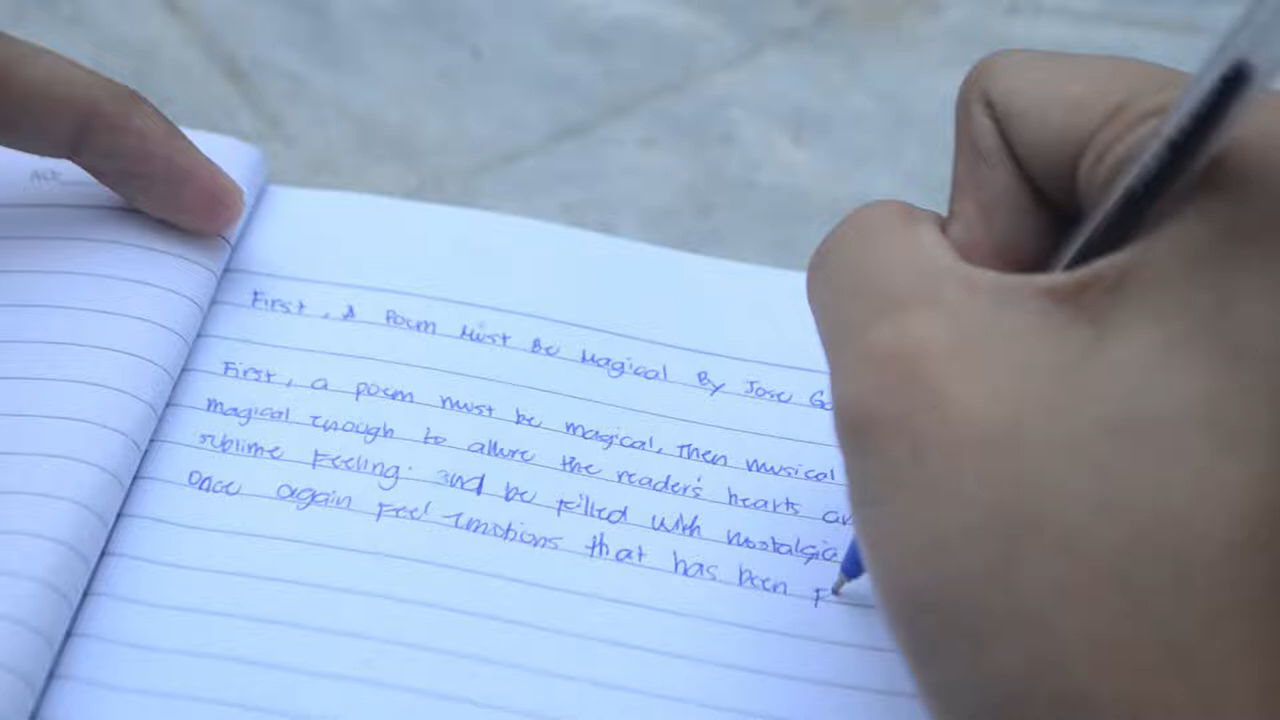 First, A Poem Must Be Magical By Jose
First, a poem must be magical, Then musical
magical enough to allure the reader's hearts
sublime Feeling. and be filled with nostalgia
once again Feel Emotions that has been F